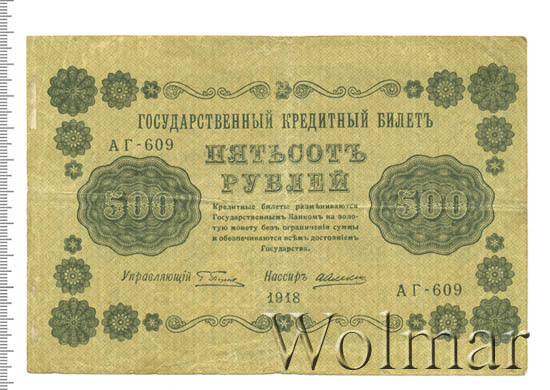 ГОСУДАРСТВЕННЫЙ КРЕДИТНЫЙ БИЛЕТЪ
АГ-609
ПЯТЬСОТЪ
РУБЛЕЙ
500
500
Кредитные билеты размѣниваются
Государственнымъ Банкомъ на золо-
тую монету безъ ограниченія суммы
и обезпечиваются всѣмъ достояніемъ
Государства.
Управляющій
Кассиръ
1918
АГ-609
Wolmar